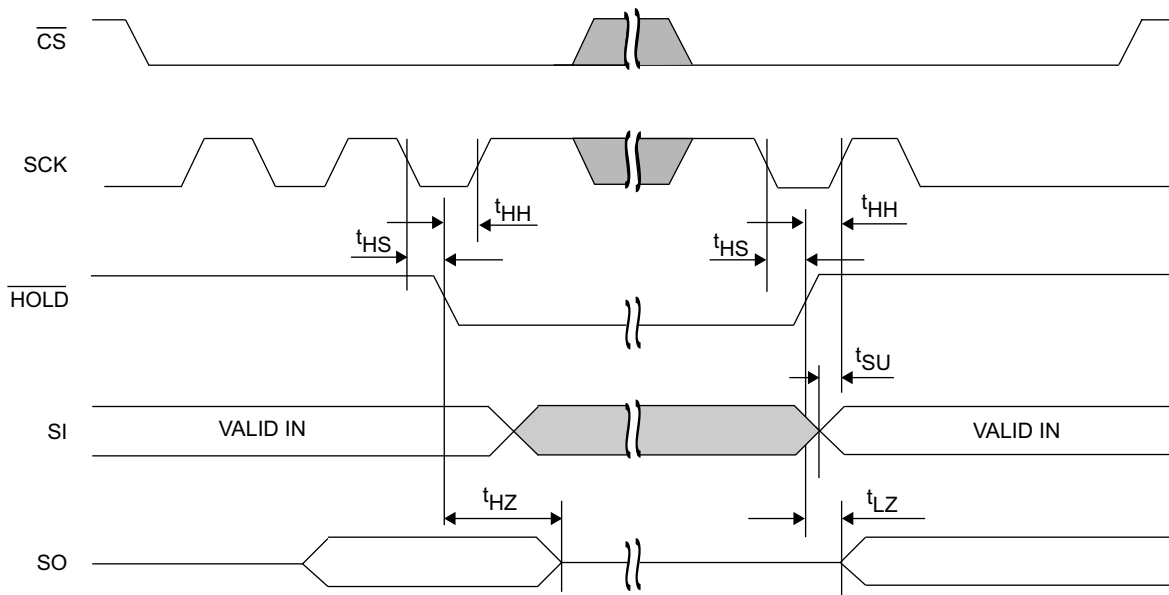 CS
SCK
tHH
tHH
tHS
tHS
HOLD
tSU
SI
VALID IN
VALID IN
tHZ
tLZ
SO